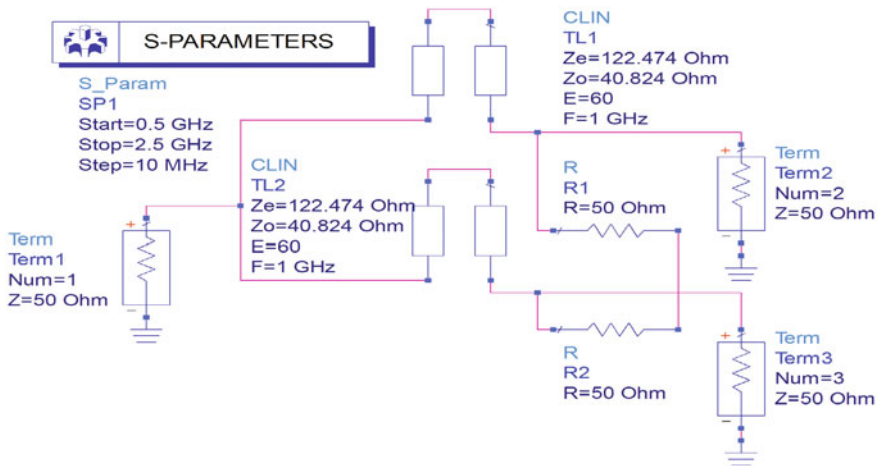 S-PARAMETERS
S_Param
SP1
Start=0.5 GHz
Stop=2.5 GHz
Step=10 MHz
CLIN
TL1
Ze=122.474 Ohm
Zo=40.824 Ohm
E=60
F=1 GHz
CLIN
TL2
Ze=122.474 Ohm
Zo=40.824 Ohm
E=60
F=1 GHz
Term
Term1
Num=1
Z=50 Ohm
R
R1
R=50 Ohm
Term
Term2
Num=2
Z=50 Ohm
R
R2
R=50 Ohm
Term
Term3
Num=3
Z=50 Ohm